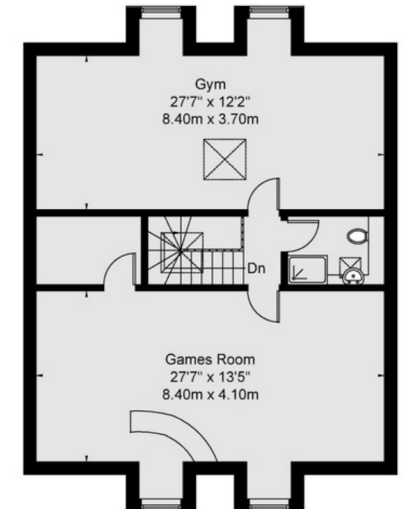 Gym
27'7" x 12'2"
8.40m x 3.70m
Dn
Games Room
27'7" x 13'5"
8.40m x 4.10m